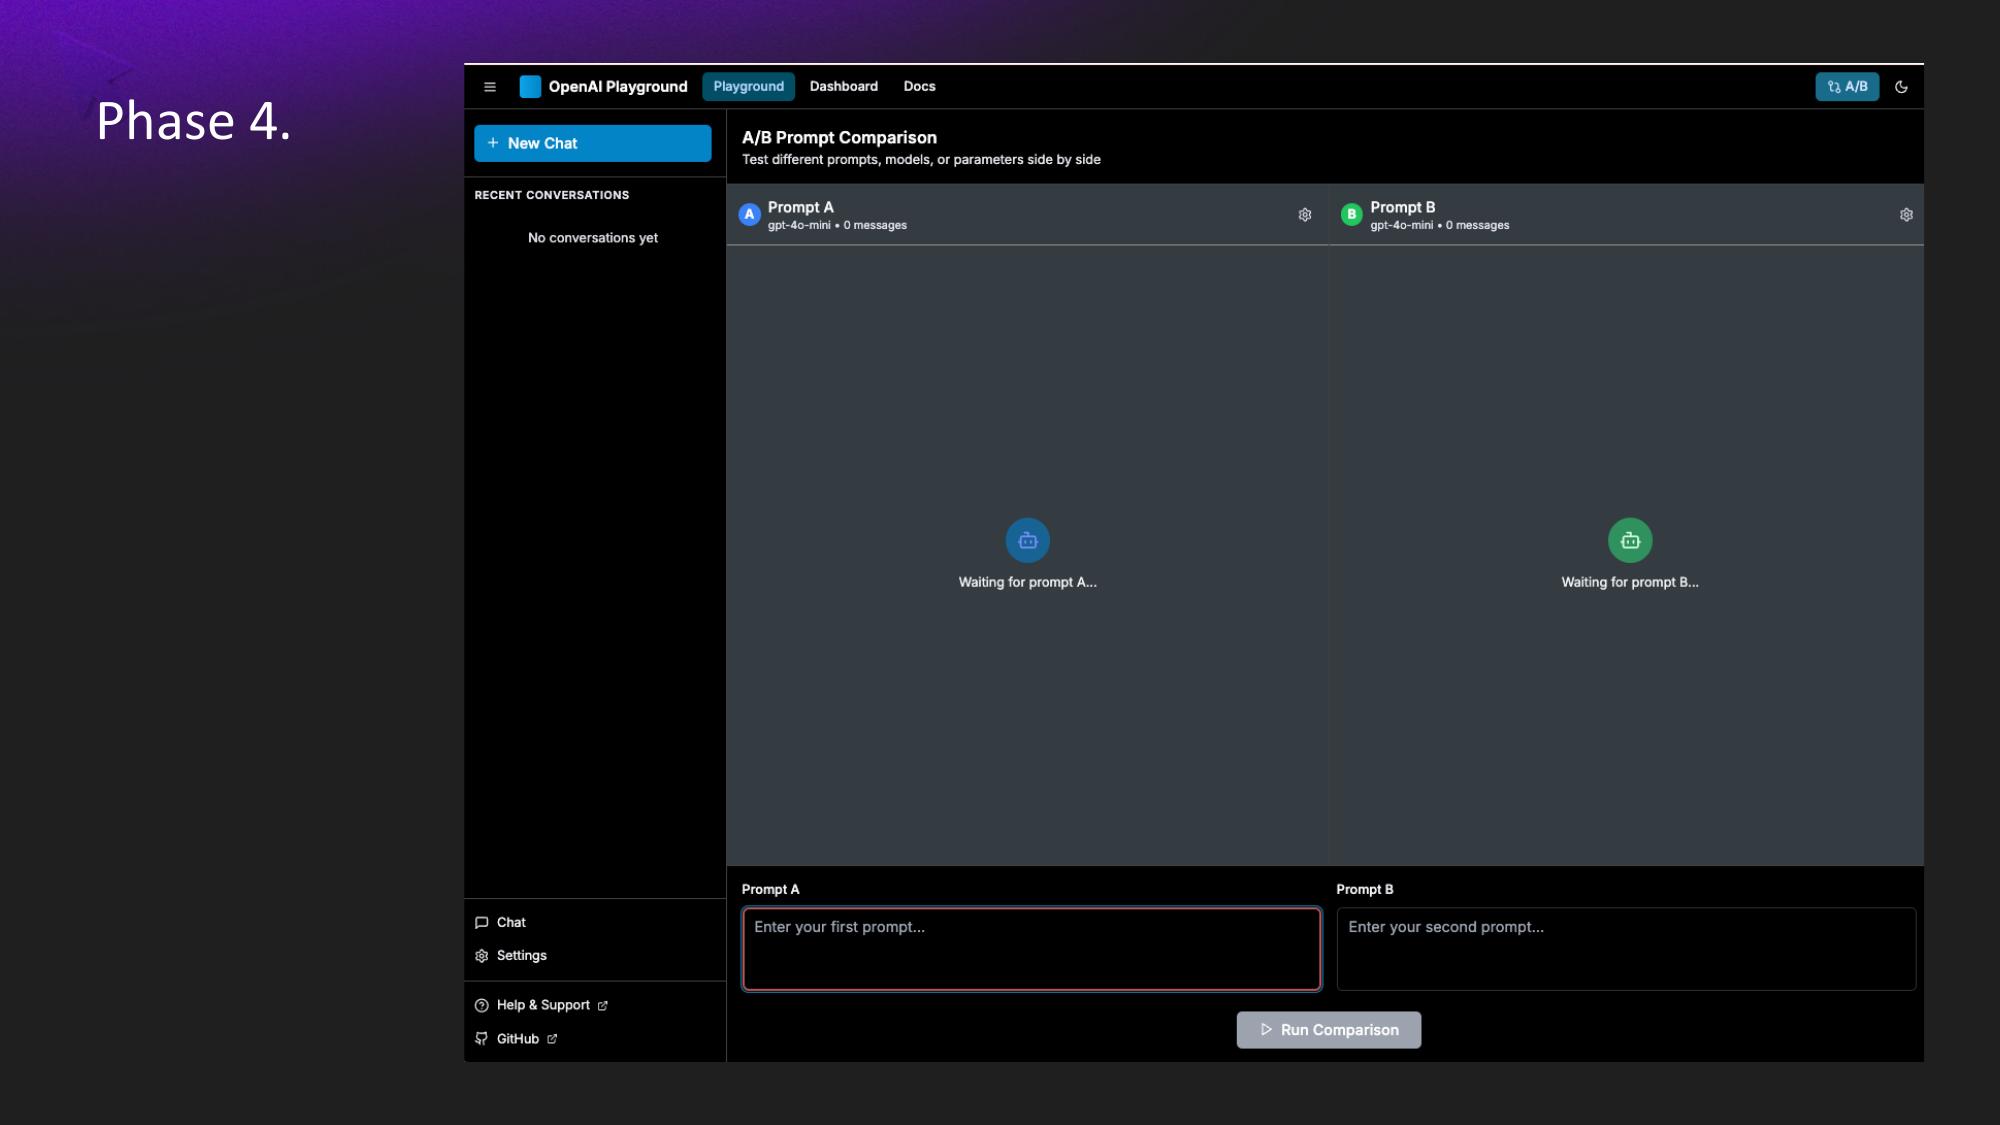 Phase 4.
OpenAI Playground
Playground
Dashboard
Docs
A/B
New Chat
RECENT CONVERSATIONS
No conversations yet
A/B Prompt Comparison
Test different prompts, models, or parameters side by side
A
Prompt A
gpt-4o-mini • 0 messages
B
Prompt B
gpt-4o-mini • 0 messages
Waiting for prompt A...
Waiting for prompt B...
Prompt A
Enter your first prompt...
Prompt B
Enter your second prompt...
Run Comparison
Chat
Settings
Help & Support
GitHub